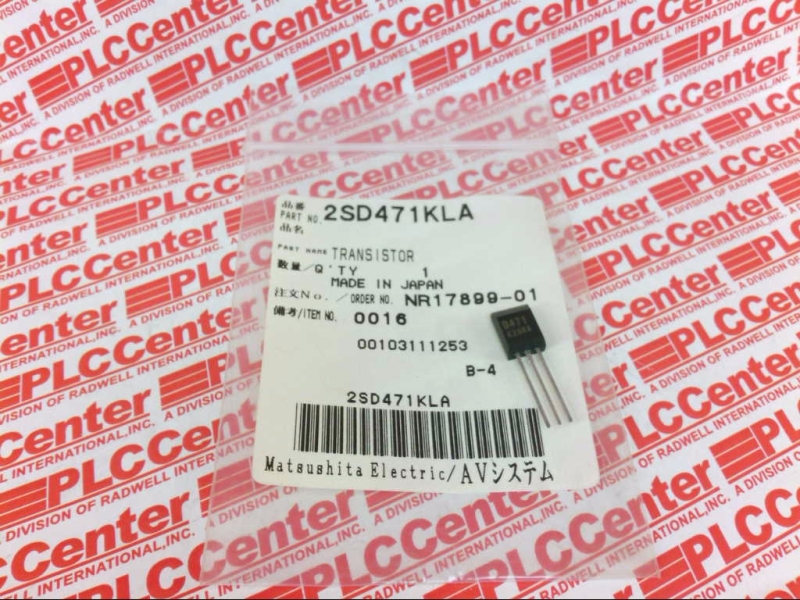 品番
PART NO. 2SD471KLA
品名
PART NAME TRANSISTOR
数量/Q'TY 1
MADE IN JAPAN
注文No. /ORDER NO. NR17899-01
備考/ITEM NO. 0016
00103111253
B-4
2SD471KLA
Matsushita Electric/AVシステム
D471
PLCCenter
A DIVISION OF RADWELL INTERNATIONAL, INC.